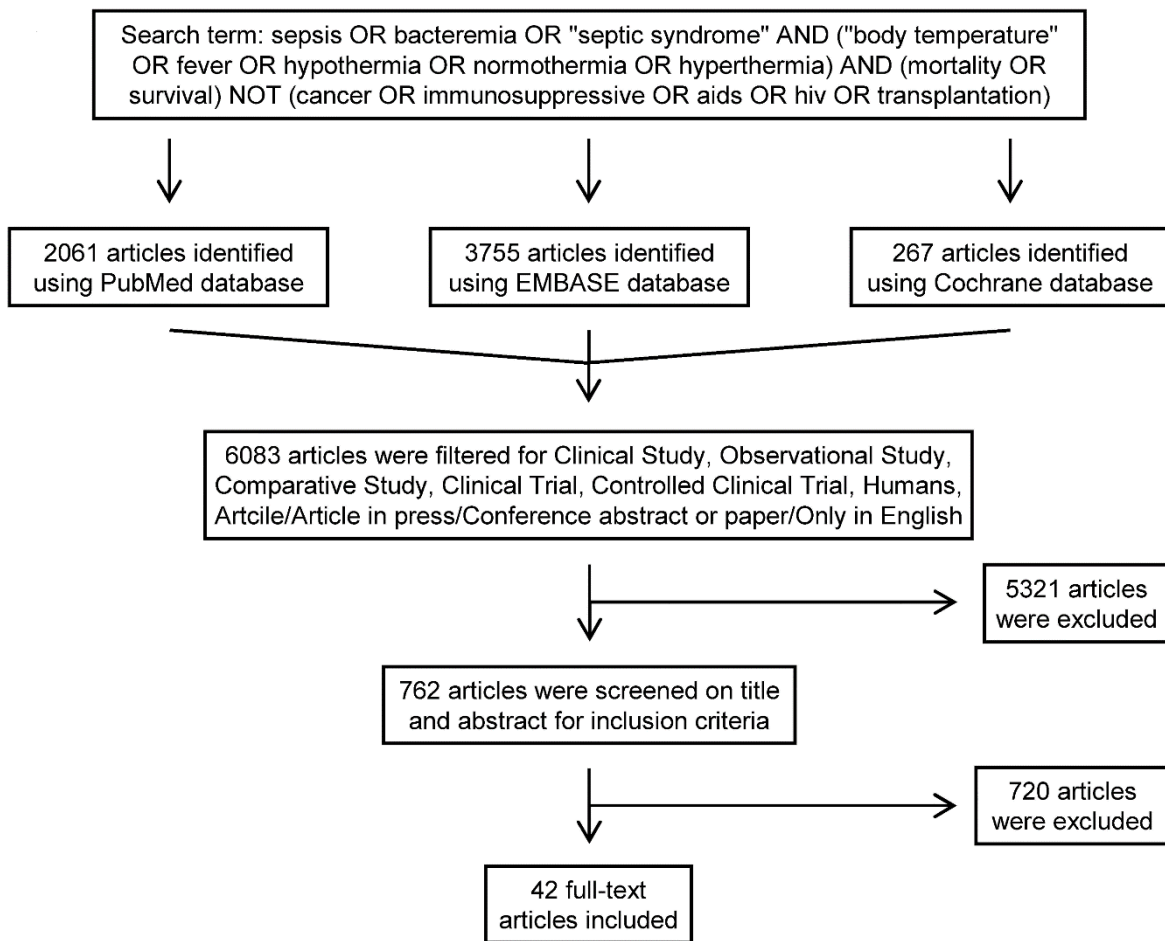 Search term: sepsis OR bacteremia OR "septic syndrome" AND ("body temperature"
OR fever OR hypothermia OR normothermia OR hyperthermia) AND (mortality OR
survival) NOT (cancer OR immunosuppressive OR aids OR hiv OR transplantation)
2061 articles identified
using PubMed database
3755 articles identified
using EMBASE database
267 articles identified
using Cochrane database
6083 articles were filtered for Clinical Study, Observational Study,
Comparative Study, Clinical Trial, Controlled Clinical Trial, Humans,
Artcile/Article in press/Conference abstract or paper/Only in English
5321 articles
were excluded
762 articles were screened on title
and abstract for inclusion criteria
720 articles
were excluded
42 full-text
articles included